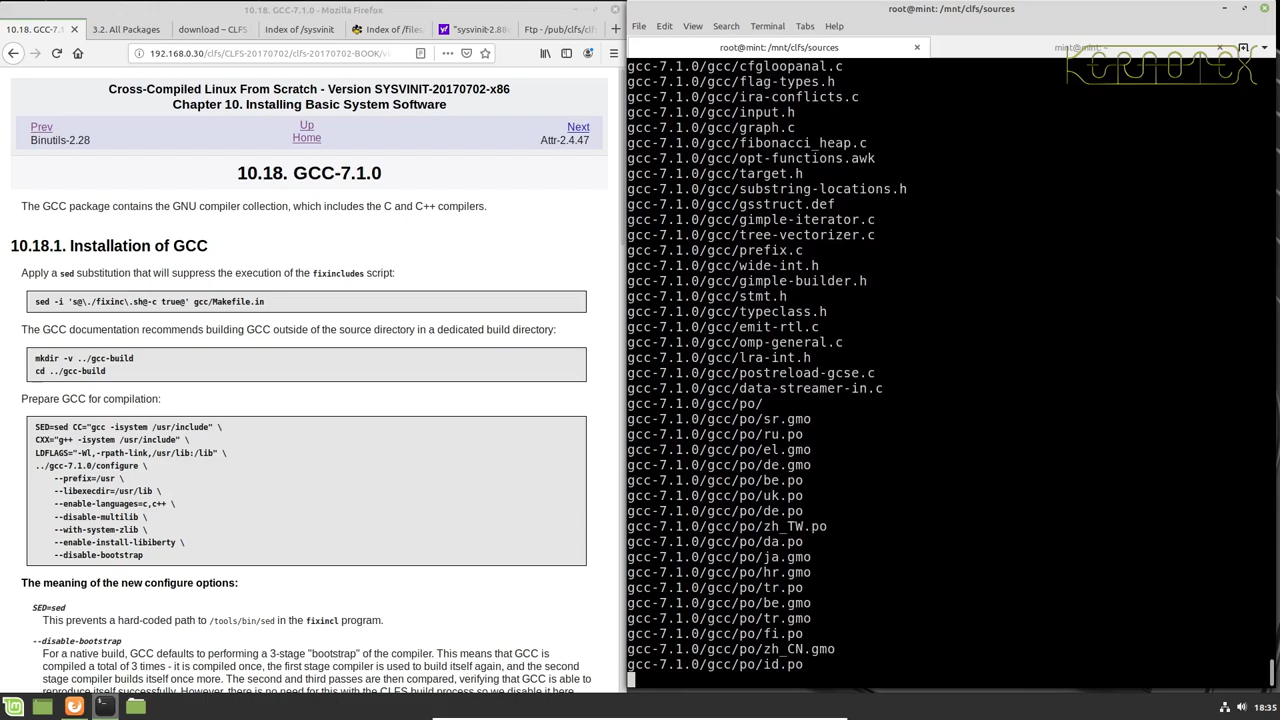 10.18. GCC-7.1.0 - Mozilla Firefox
10.18. GCC-7.1
3.2. All Packages
download – CLFS
Index of /sysvinit
Index of /files
"sysvinit-2.88
Ftp - /pub/clfs/
192.168.0.30/clfs/CLFS-20170702/clfs-20170702-BOOK/
Cross-Compiled Linux From Scratch - Version SYSVINIT-20170702-x86
Chapter 10. Installing Basic System Software
Prev
Up
Next
Binutils-2.28
Home
Attr-2.4.47
10.18. GCC-7.1.0
The GCC package contains the GNU compiler collection, which includes the C and C++ compilers.
10.18.1. Installation of GCC
Apply a sed substitution that will suppress the execution of the fixincludes script:
sed -i 's@\./fixinc\.sh@-c true@' gcc/Makefile.in
The GCC documentation recommends building GCC outside of the source directory in a dedicated build directory:
mkdir -v ../gcc-build
cd ../gcc-build
Prepare GCC for compilation:
SED=sed CC="gcc -isystem /usr/include" \
CXX="g++ -isystem /usr/include" \
LDFLAGS="-Wl,-rpath-link,/usr/lib:/lib" \
../gcc-7.1.0/configure \
--prefix=/usr \
--libexecdir=/usr/lib \
--enable-languages=c,c++ \
--disable-multilib \
--with-system-zlib \
--enable-install-libiberty \
--disable-bootstrap
The meaning of the new configure options:
SED=sed
This prevents a hard-coded path to /tools/bin/sed in the fixincl program.
--disable-bootstrap
For a native build, GCC defaults to performing a 3-stage "bootstrap" of the compiler. This means that GCC is
compiled a total of 3 times - it is compiled once, the first stage compiler is used to build itself again, and the second
stage compiler builds itself once more. The second and third passes are then compared, verifying that GCC is able to
reproduce itself successfully. However, there is no need for this with the CLFS build process so we disable it here
root@mint: /mnt/clfs/sources
File Edit View Search Terminal Tabs Help
root@mint: /mnt/clfs/sources
root@mint: ~
KERNOTEX
gcc-7.1.0/gcc/cfgloopanal.c
gcc-7.1.0/gcc/flag-types.h
gcc-7.1.0/gcc/ira-conflicts.c
gcc-7.1.0/gcc/input.h
gcc-7.1.0/gcc/graph.c
gcc-7.1.0/gcc/fibonacci_heap.c
gcc-7.1.0/gcc/opt-functions.awk
gcc-7.1.0/gcc/target.h
gcc-7.1.0/gcc/substring-locations.h
gcc-7.1.0/gcc/gsstruct.def
gcc-7.1.0/gcc/gimple-iterator.c
gcc-7.1.0/gcc/tree-vectorizer.c
gcc-7.1.0/gcc/prefix.c
gcc-7.1.0/gcc/wide-int.h
gcc-7.1.0/gcc/gimple-builder.h
gcc-7.1.0/gcc/stmt.h
gcc-7.1.0/gcc/typeclass.h
gcc-7.1.0/gcc/emit-rtl.c
gcc-7.1.0/gcc/omp-general.c
gcc-7.1.0/gcc/lra-int.h
gcc-7.1.0/gcc/postreload-gcse.c
gcc-7.1.0/gcc/data-streamer-in.c
gcc-7.1.0/gcc/po/
gcc-7.1.0/gcc/po/sr.gmo
gcc-7.1.0/gcc/po/ru.po
gcc-7.1.0/gcc/po/el.gmo
gcc-7.1.0/gcc/po/de.gmo
gcc-7.1.0/gcc/po/be.po
gcc-7.1.0/gcc/po/uk.po
gcc-7.1.0/gcc/po/de.po
gcc-7.1.0/gcc/po/zh_TW.po
gcc-7.1.0/gcc/po/da.po
gcc-7.1.0/gcc/po/ja.gmo
gcc-7.1.0/gcc/po/hr.gmo
gcc-7.1.0/gcc/po/tr.po
gcc-7.1.0/gcc/po/be.gmo
gcc-7.1.0/gcc/po/tr.gmo
gcc-7.1.0/gcc/po/fi.po
gcc-7.1.0/gcc/po/zh_CN.gmo
gcc-7.1.0/gcc/po/id.po
18:35